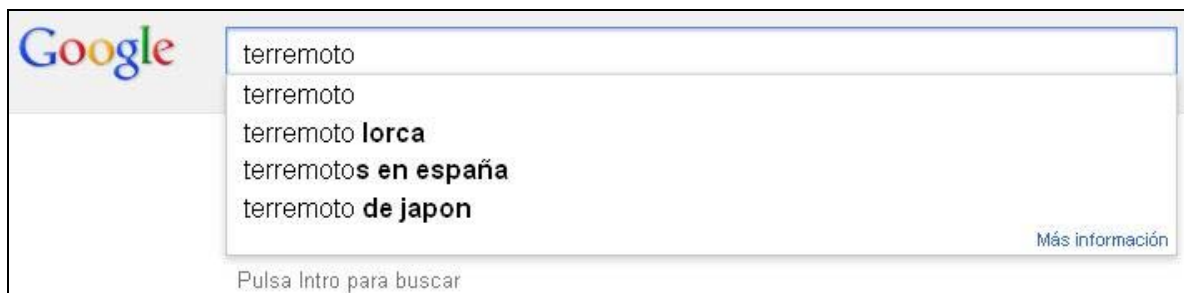 Google
terremoto
terremoto
terremoto lorca
terremotos en españa
terremoto de japon
Más información
Pulsa Intro para buscar